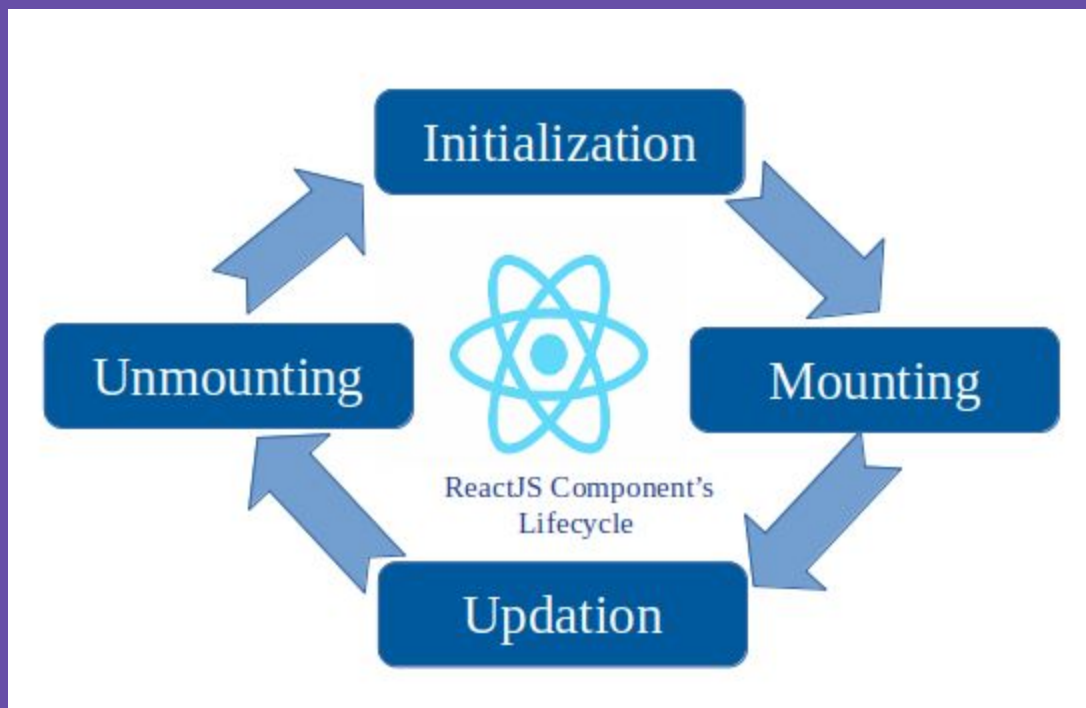 Initialization
Unmounting
Mounting
ReactJS Component’s
Lifecycle
Updation